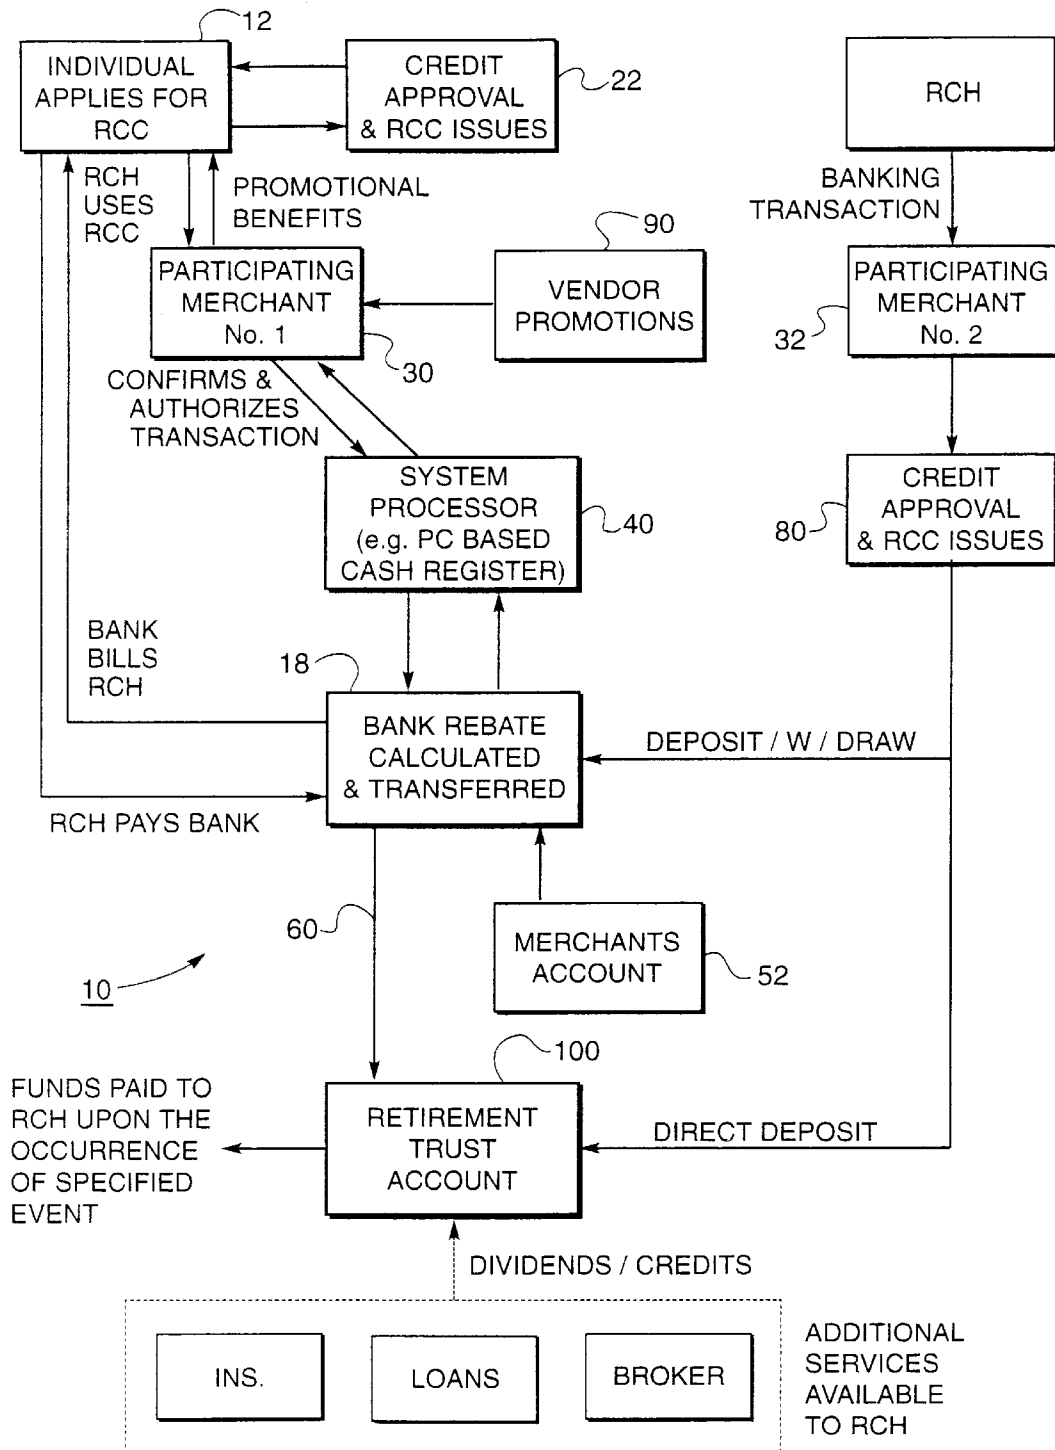 12
INDIVIDUAL
APPLIES FOR
RCC
CREDIT
APPROVAL
& RCC ISSUES
22
RCH
RCH
USES
RCC
PROMOTIONAL
BENEFITS
BANKING
TRANSACTION
90
PARTICIPATING
MERCHANT
No. 1
30
VENDOR
PROMOTIONS
PARTICIPATING
MERCHANT
No. 2
32
CONFIRMS &
AUTHORIZES
TRANSACTION
SYSTEM
PROCESSOR
(e.g. PC BASED
CASH REGISTER)
40
CREDIT
APPROVAL
& RCC ISSUES
80
BANK
BILLS
RCH
18
BANK REBATE
CALCULATED
& TRANSFERRED
DEPOSIT / W / DRAW
RCH PAYS BANK
60
MERCHANTS
ACCOUNT
52
10
100
FUNDS PAID TO
RCH UPON THE
OCCURRENCE
OF SPECIFIED
EVENT
RETIREMENT
TRUST
ACCOUNT
DIRECT DEPOSIT
DIVIDENDS / CREDITS
INS.
LOANS
BROKER
ADDITIONAL
SERVICES
AVAILABLE
TO RCH